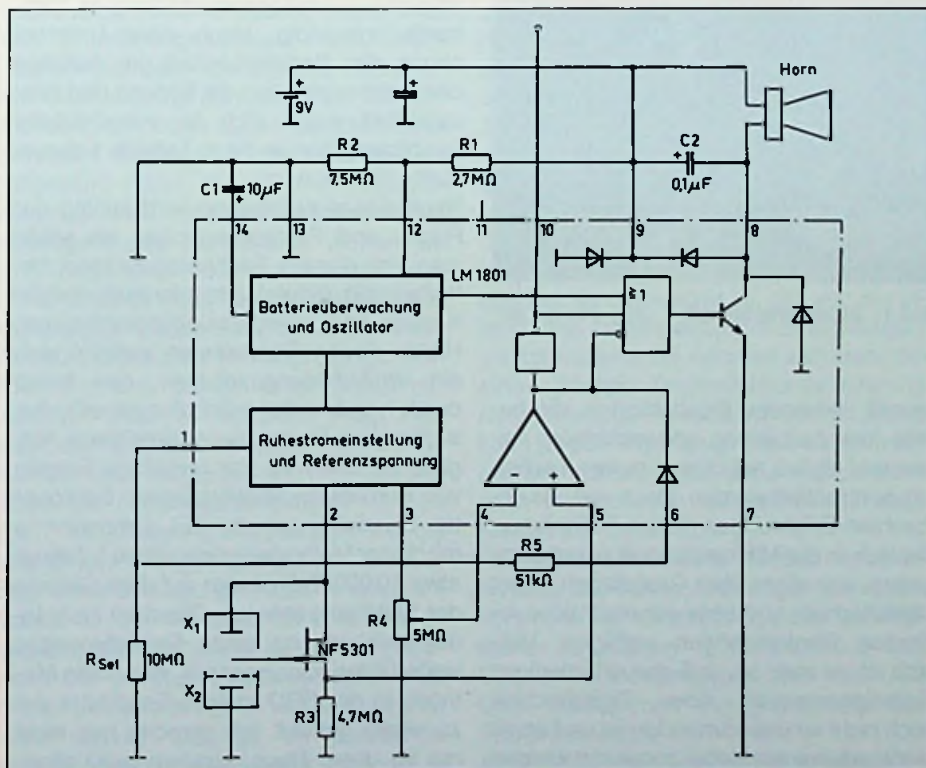 Horn
9V
R2
7,5MΩ
R1
2,7MΩ
C2
0,1µF
C1
10µF
14
13
12
11
10
9
8
LM 1801
Batterieüberwachung
und Oszillator
≥1
Ruhestromeinstellung
und Referenzspannung
1
2
3
4
5
6
7
- +
R5
51kΩ
X1
X2
RSet
10MΩ
NF5301
R4
5MΩ
R3
4,7MΩ